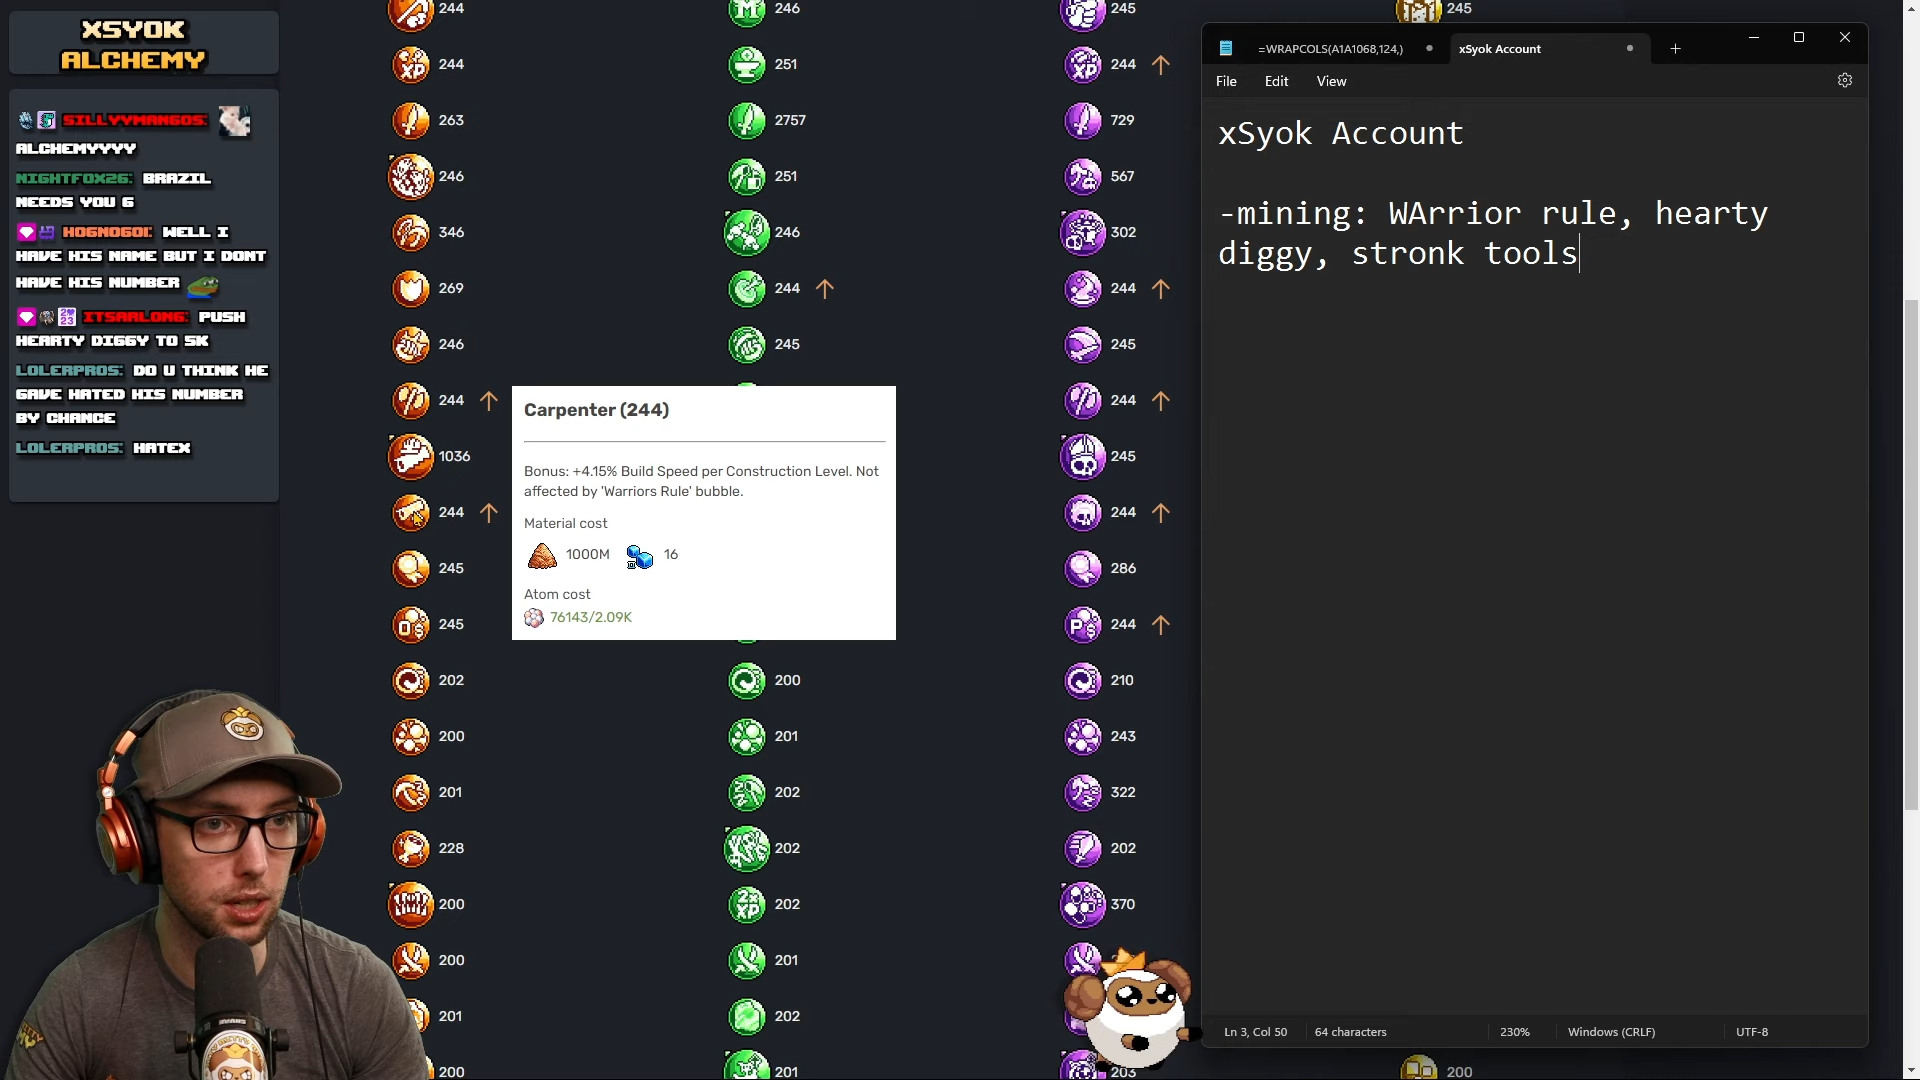 XSYOK
ALCHEMY
SILLYYMANGOS:
ALCHEMYYYY
NIGHTFOX26: BRAZIL
NEEDS YOU 6
HOGNOGOI: WELL I
HAVE HIS NAME BUT I DONT
HAVE HIS NUMBER
ITSARLONG: PUSH
HEARTY DIGGY TO 5K
LOLERPROS: DO U THINK HE
GAVE HATED HIS NUMBER
BY CHANCE
LOLERPROS: HATEX
244 246 245 245
244 251 244
263 2757 729
246 251 567
346 246 302
269 244 244
246 245 245
244 244
1036 245
244 244
245 286
245 244
202 200 210
200 201 243
201 202 322
228 202 202
200 202 370
200 201
201 202
200 201 203 200
Carpenter (244)
Bonus: +4.15% Build Speed per Construction Level. Not
affected by 'Warriors Rule' bubble.
Material cost
1000M 16
Atom cost
76143/2.09K
=WRAPCOLS(A1A1068,124,)
xSyok Account
File Edit View
xSyok Account
-mining: WArrior rule, hearty
diggy, stronk tools
Ln 3, Col 50 64 characters 230% Windows (CRLF) UTF-8